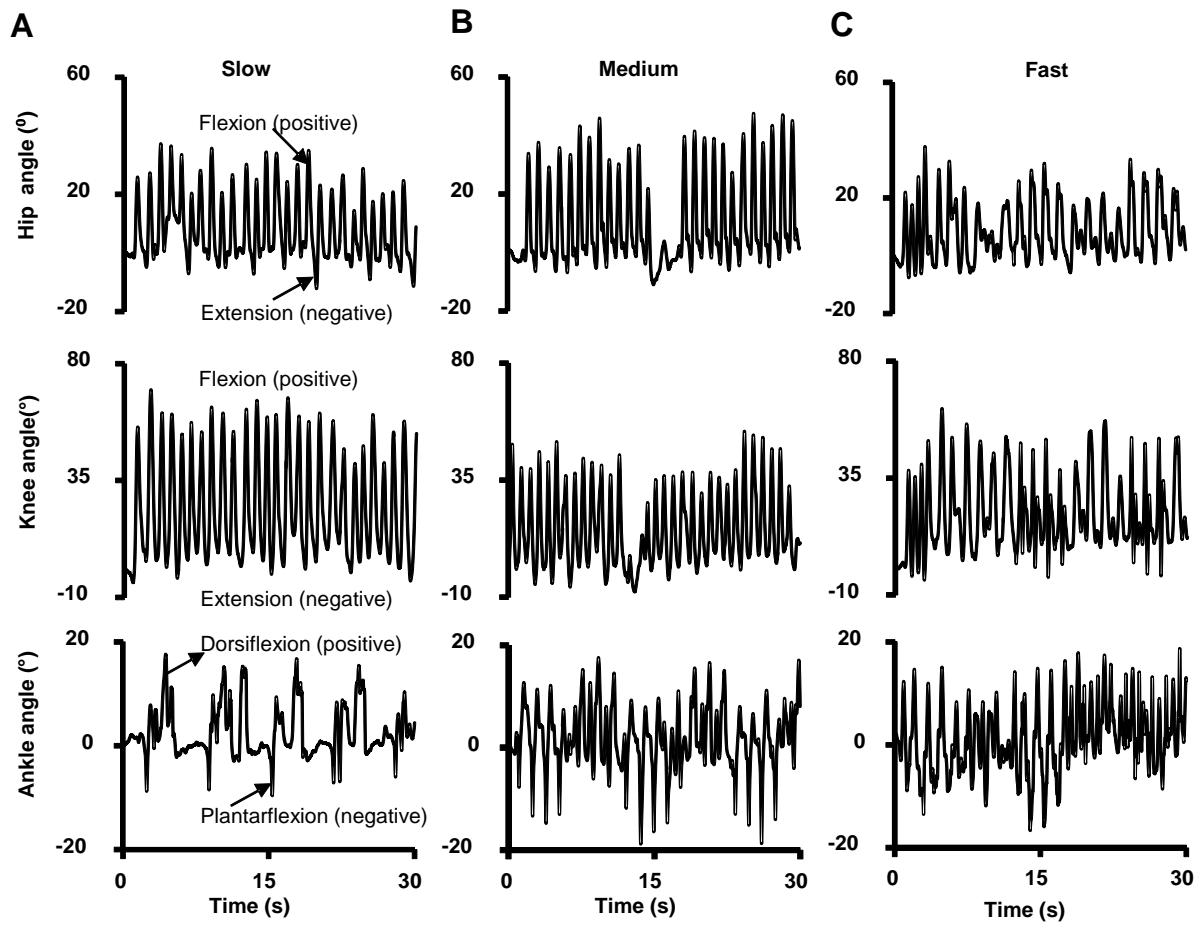 A
B
C
Slow
Medium
Fast
Hip angle (⁰)
60
20
-20
Flexion (positive)
Extension (negative)
60
20
-20
60
20
-20
Knee angle(°)
80
35
-10
Flexion (positive)
Extension (negative)
80
35
-10
80
35
-10
Ankle angle (°)
20
0
-20
Dorsiflexion (positive)
Plantarflexion (negative)
20
0
-20
20
0
-20
0 15 30
Time (s)
0 15 30
Time (s)
0 15 30
Time (s)